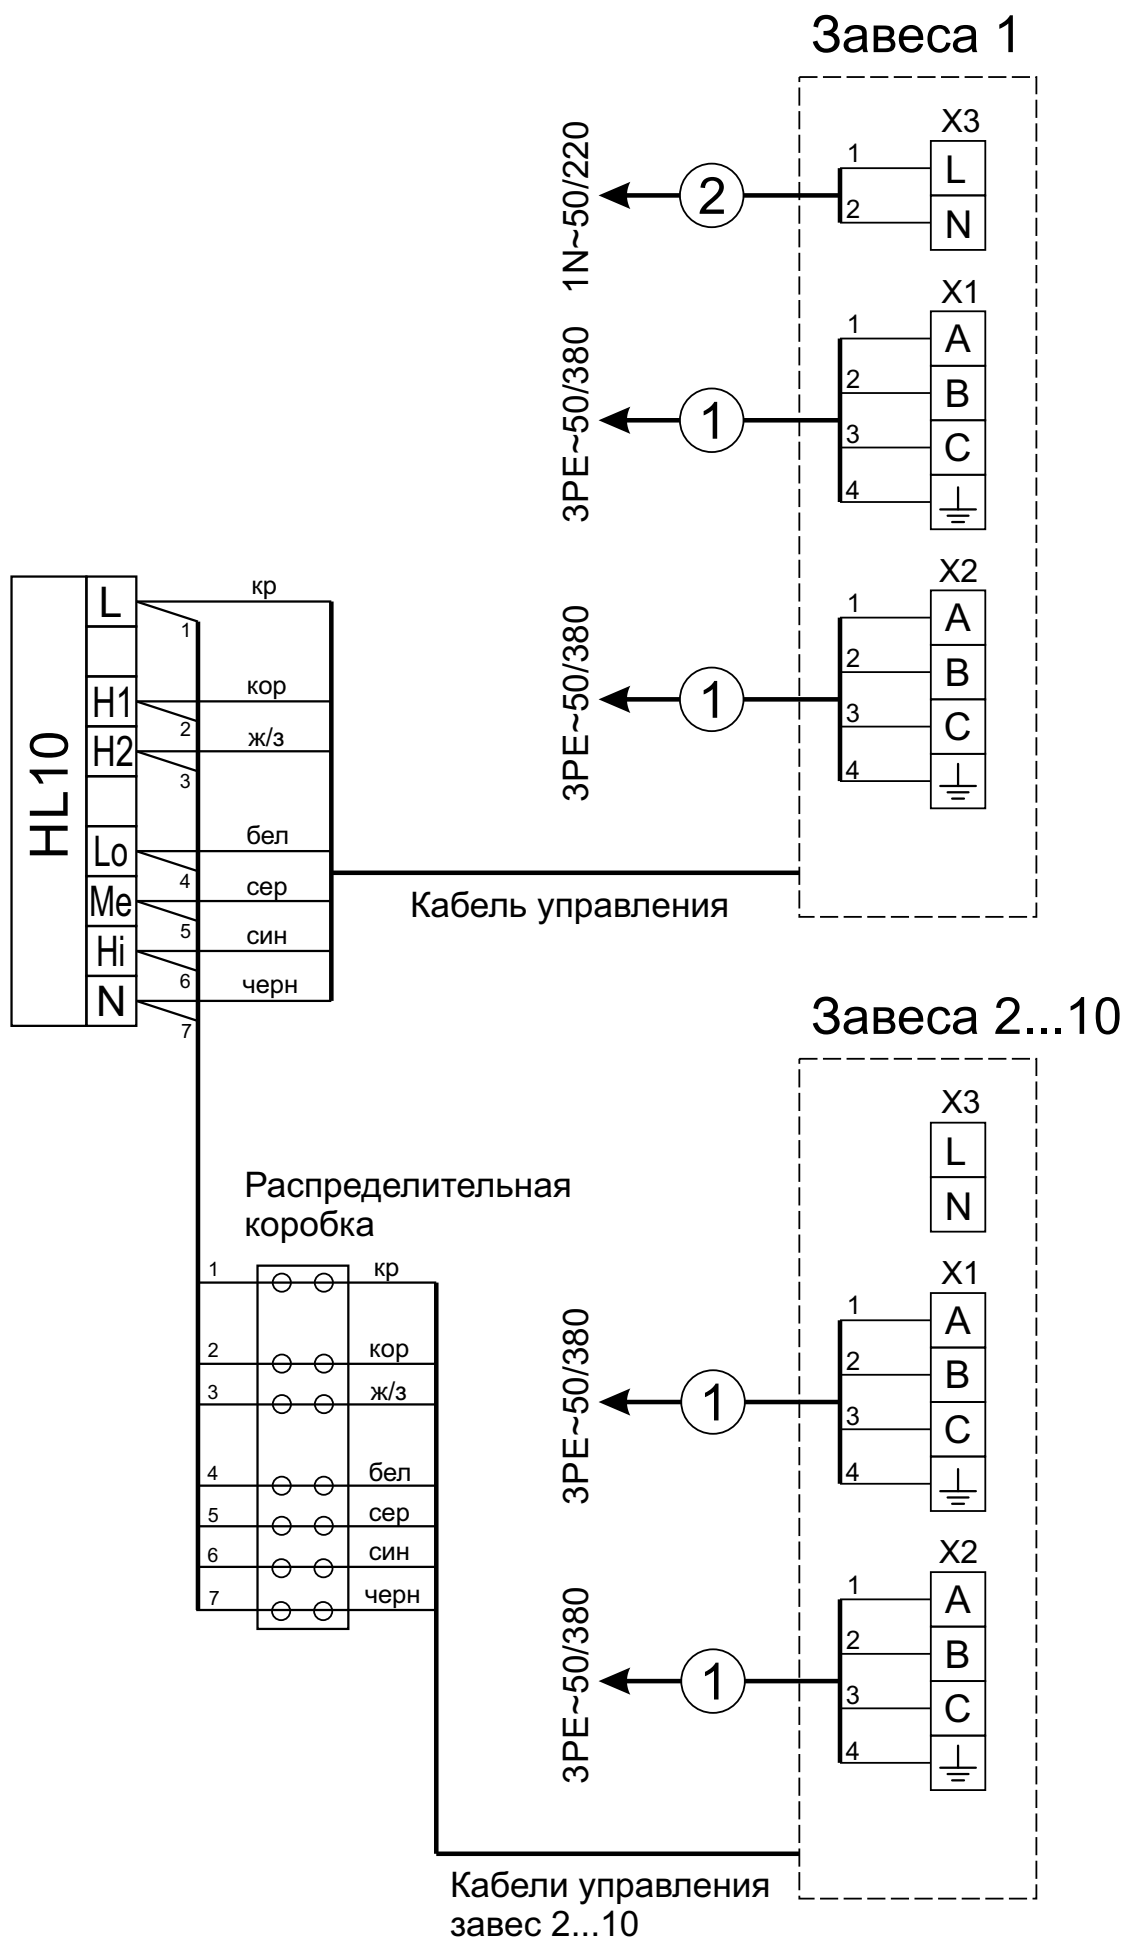 Завеса 1
X3
1N~50/220
2
1
L
2
N
X1
3PE~50/380
1
1
A
2
B
3
C
4
X2
3PE~50/380
1
1
A
2
B
3
C
4
HL10
L
кр
1
H1
кор
2
H2
ж/з
3
Lo
бел
4
Me
сер
5
Hi
син
6
N
черн
7
Кабель управления
Завеса 2...10
X3
L
N
X1
3PE~50/380
1
1
A
2
B
3
C
4
X2
3PE~50/380
1
1
A
2
B
3
C
4
Распределительная
коробка
1 кр
2 кор
3 ж/з
4 бел
5 сер
6 син
7 черн
Кабели управления
завес 2...10